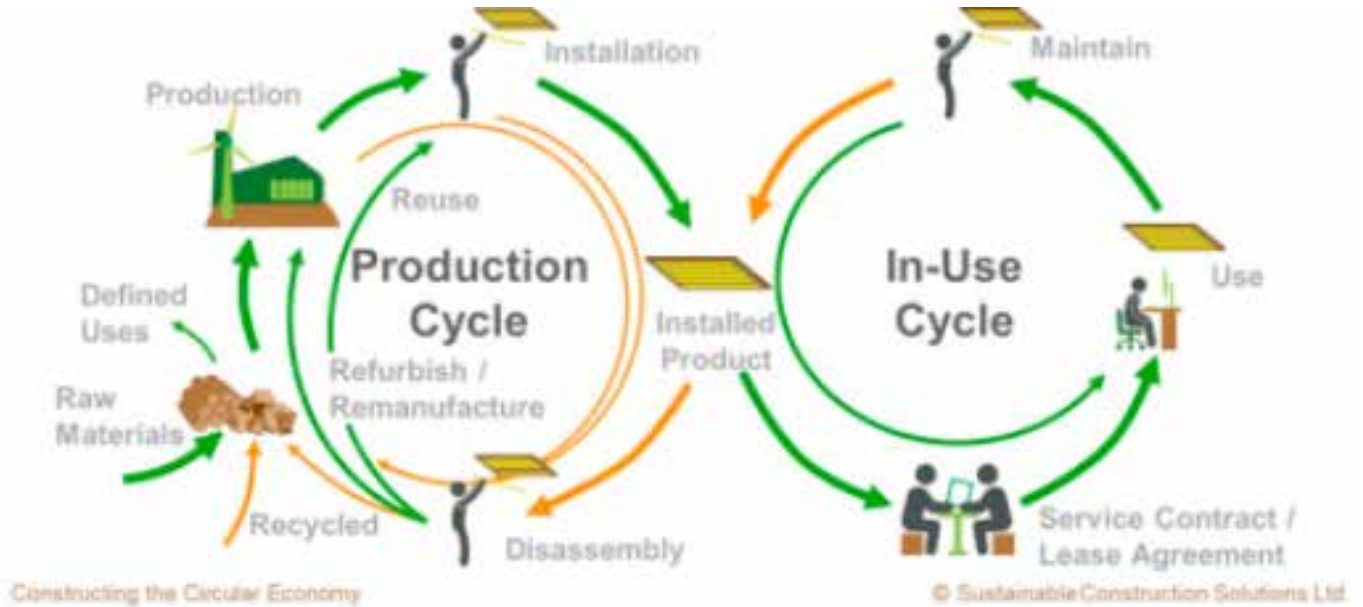 Installation
Maintain
Production
Reuse
Production
Cycle
In-Use
Cycle
Use
Defined
Uses
Installed
Product
Refurbish /
Remanufacture
Raw
Materials
Recycled
Disassembly
Service Contract /
Lease Agreement
Constructing the Circular Economy
© Sustainable Construction Solutions Ltd